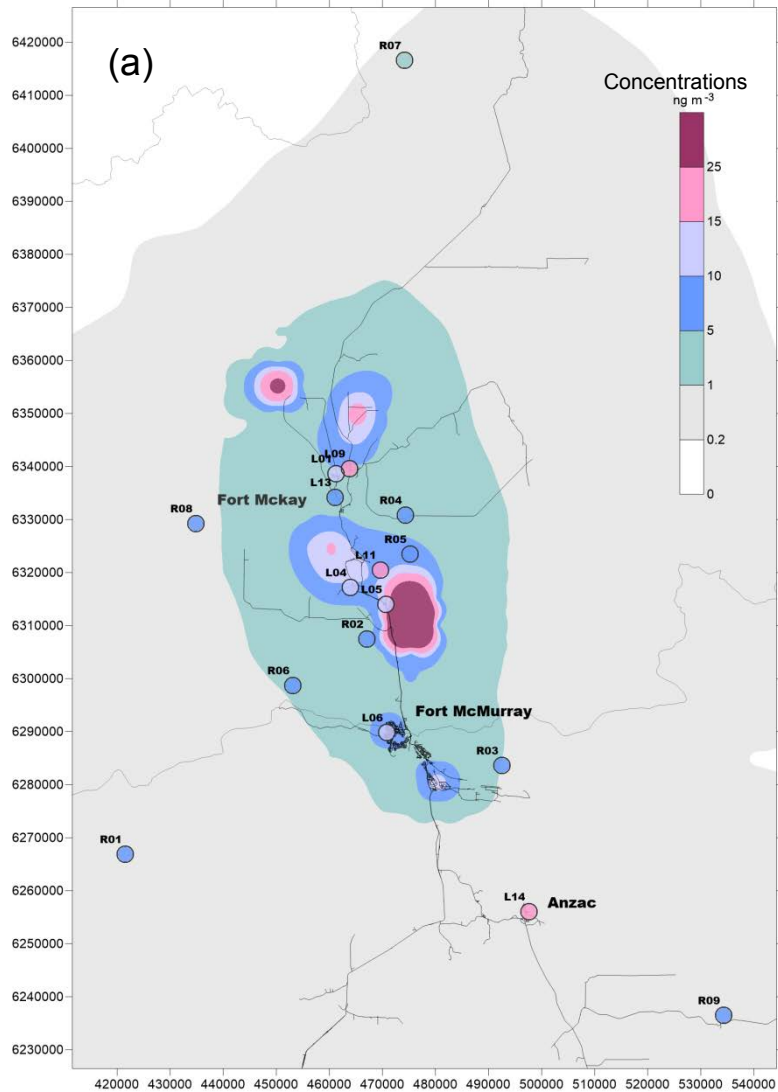 (a)
Concentrations
ng m⁻³
25
15
10
5
1
0.2
0
6420000
6410000
6400000
6390000
6380000
6370000
6360000
6350000
6340000
6330000
6320000
6310000
6300000
6290000
6280000
6270000
6260000
6250000
6240000
6230000
R07
L09
L01
L13
Fort Mckay
R04
R08
R05
L11
L04
L05
R02
R06
L06
Fort McMurray
R03
R01
L14
Anzac
R09
420000 430000 440000 450000 460000 470000 480000 490000 500000 510000 520000 530000 540000